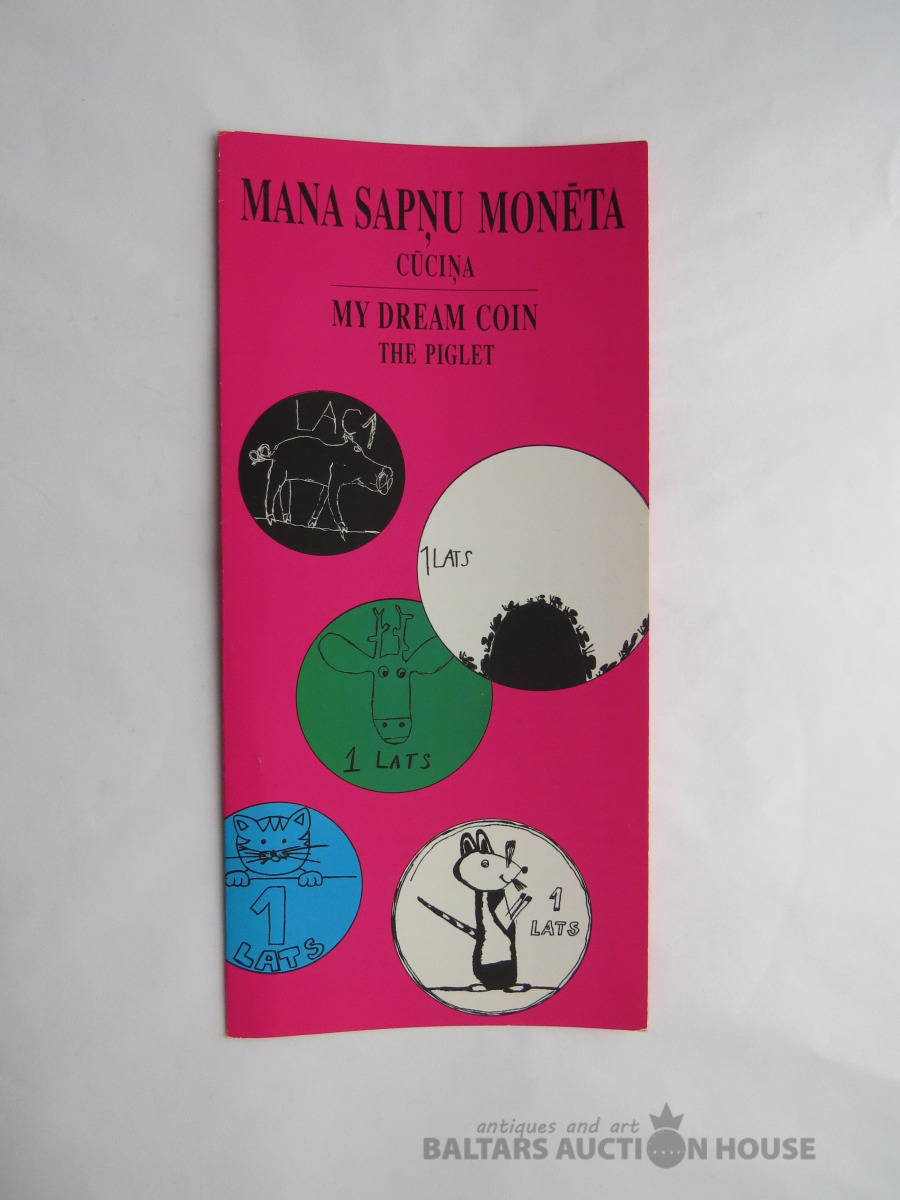 MANA SAPŅU MONĒTA
CŪCIŅA
MY DREAM COIN
THE PIGLET
1 LATS
1 LATS
1
LATS
1
LATS
antiques and art
BALTARS AUCTION HOUSE